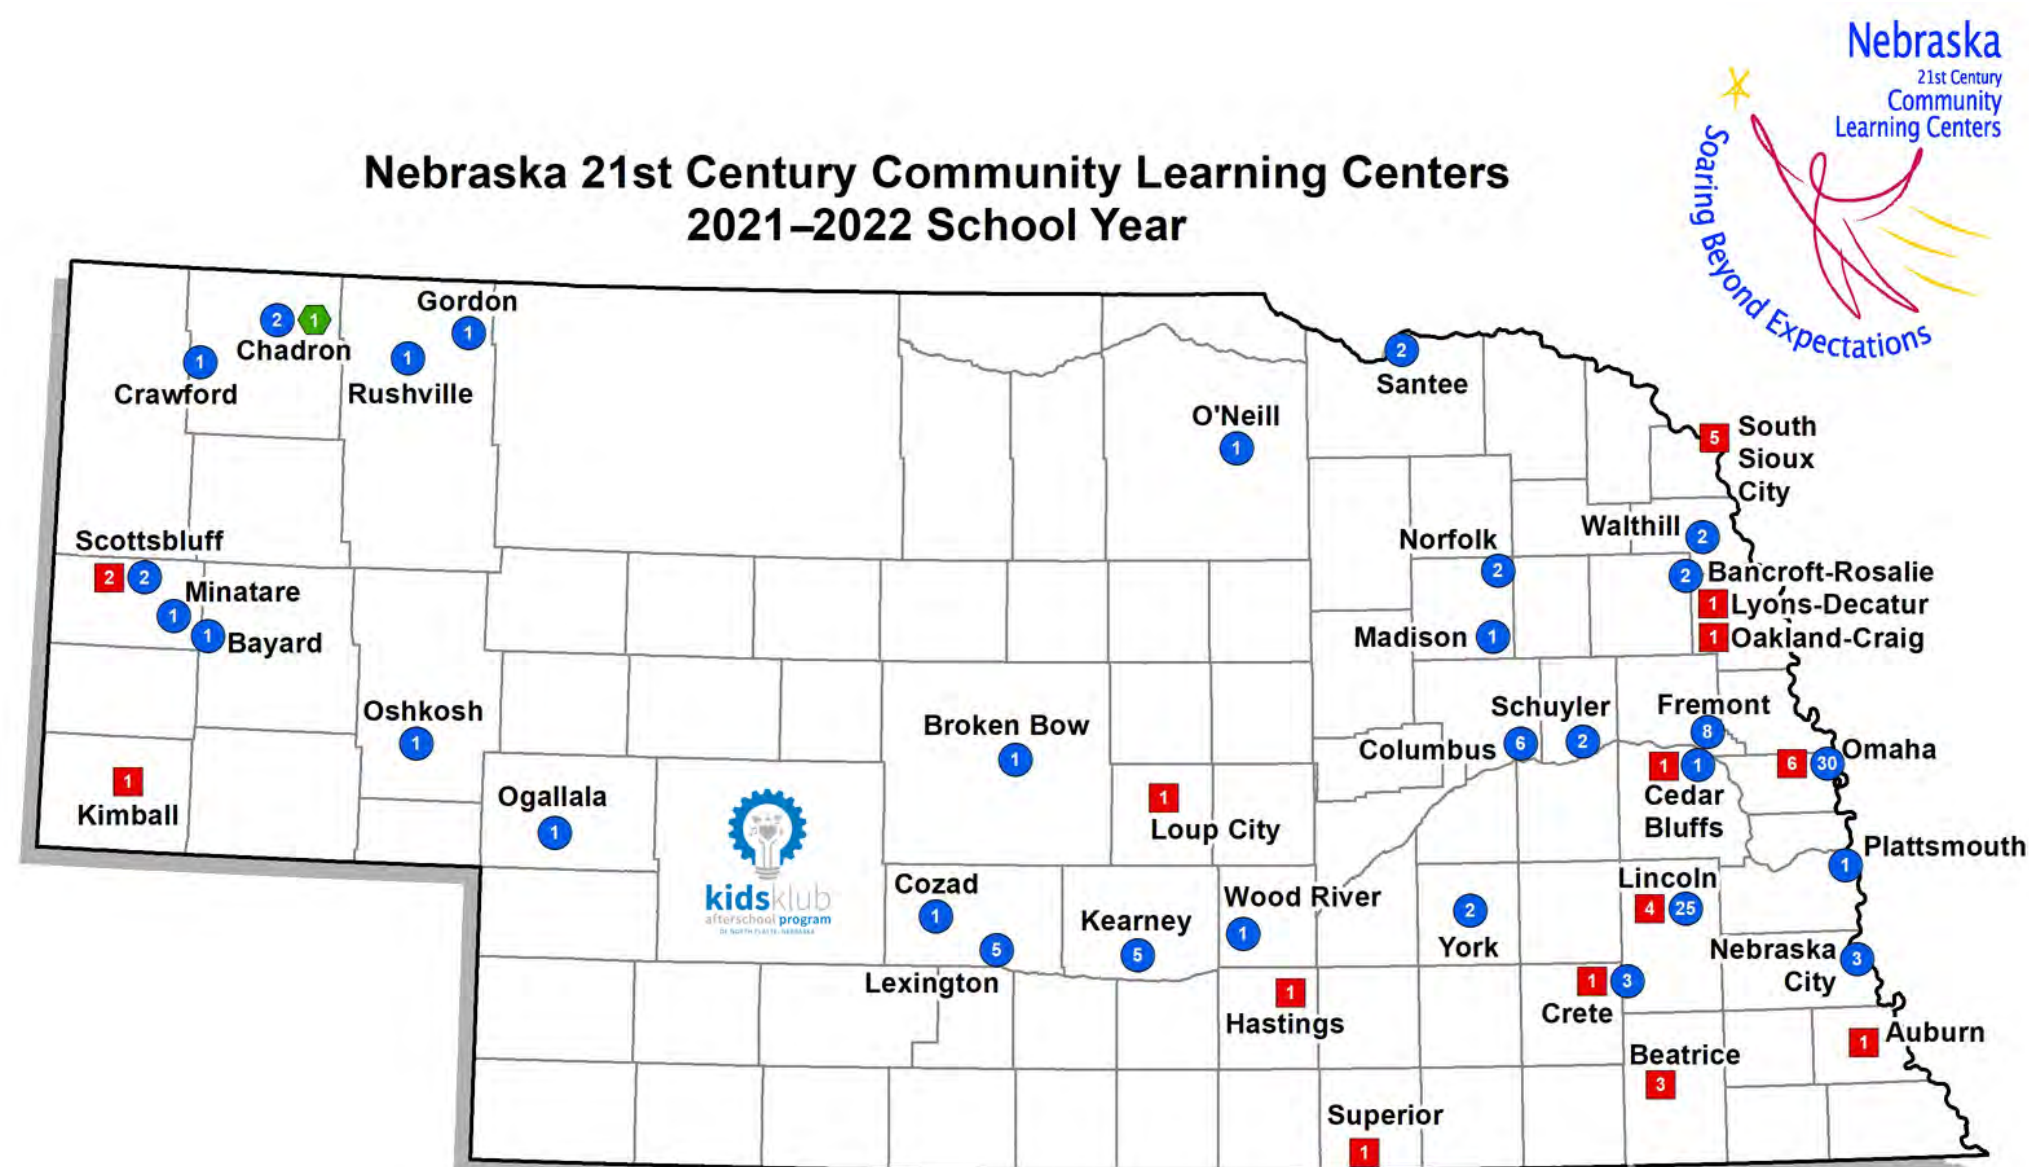 Nebraska
21st Century
Community
Learning Centers
Soaring Beyond Expectations
Nebraska 21st Century Community Learning Centers
2021–2022 School Year
Gordon
1
2 1
Chadron
1
Crawford
1
Rushville
2
Santee
O'Neill
1
5 South
Sioux
City
Walthill 2
Norfolk
2
2 Bancroft-Rosalie
1 Lyons-Decatur
1 Oakland-Craig
Madison 1
Scottsbluff
2 2
Minatare
1
1 Bayard
Oshkosh
1
1
Kimball
Ogallala
1
Broken Bow
1
1
Loup City
Schuyler
2
Columbus 6
Fremont
8
1 1
Cedar
Bluffs
6 30 Omaha
Plattsmouth
1
kidsklub
afterschool program
OF NORTH PLATTE, NEBRASKA
Cozad
1
5
Lexington
Kearney
5
Wood River
1
2
York
Lincoln
4 25
Nebraska
City
3
1
Hastings
1 3
Crete
1 Auburn
Beatrice
3
Superior
1